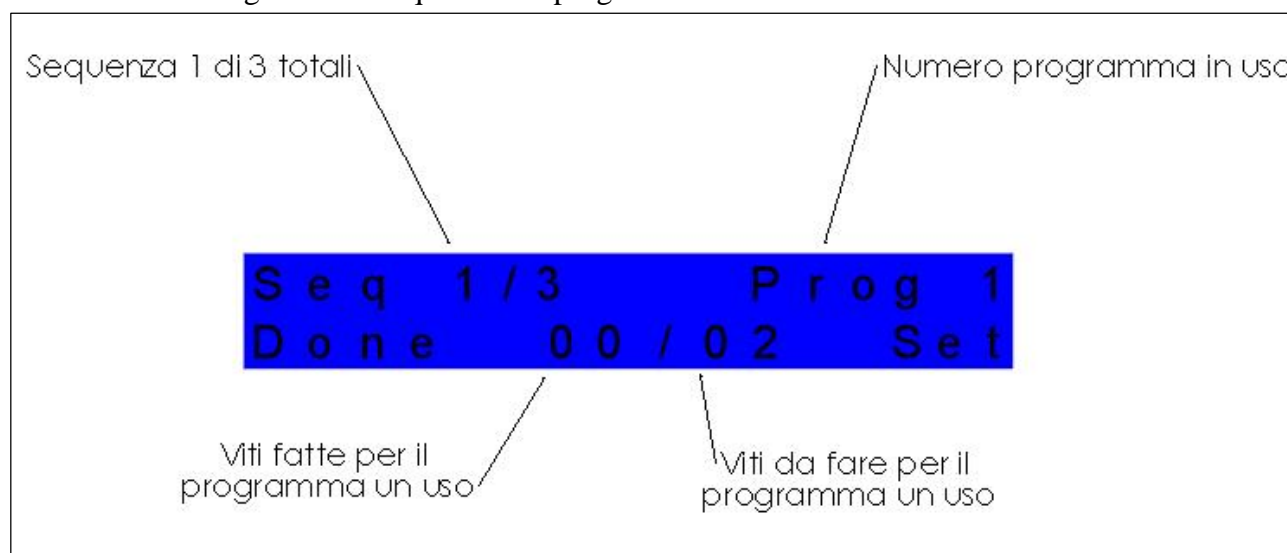 Sequenza 1 di 3 totali
Numero programma in uso
Seq 1/3 Prog 1
Done 00/02 Set
Viti fatte per il
programma un uso
Viti da fare per il
programma un uso